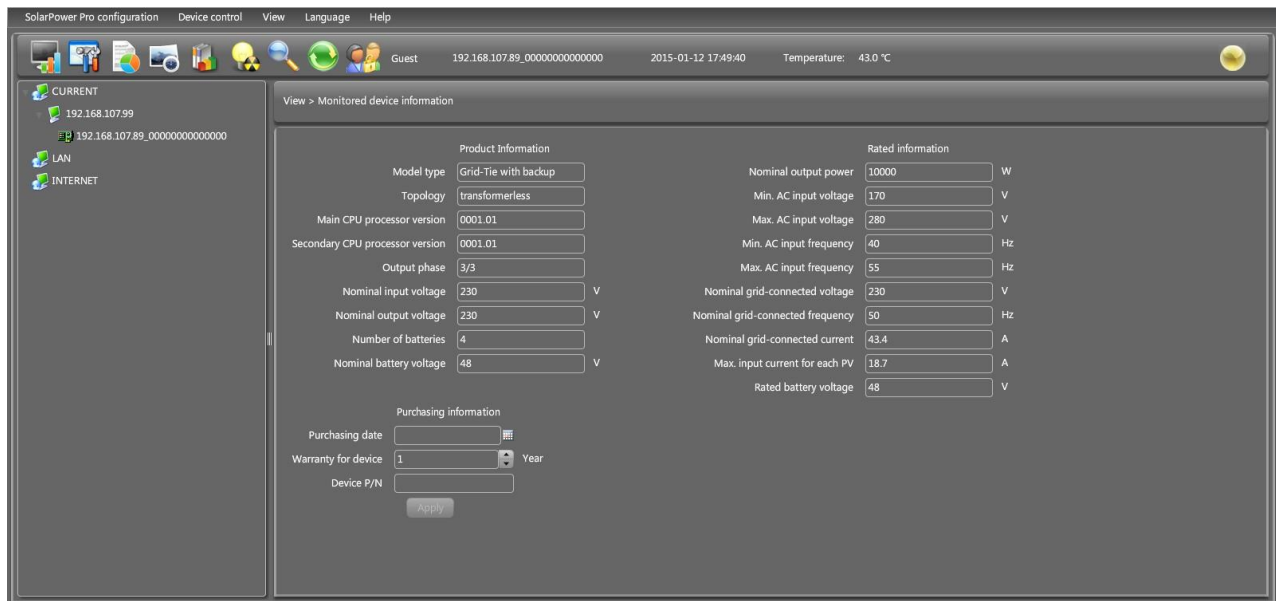 SolarPower Pro configuration Device control View Language Help
Guest 192.168.107.89_00000000000000 2015-01-12 17:49:40 Temperature: 43.0 ℃
CURRENT
192.168.107.99
192.168.107.89_00000000000000
LAN
INTERNET
View > Monitored device information
Product Information
Model type Grid-Tie with backup
Topology transformerless
Main CPU processor version 0001.01
Secondary CPU processor version 0001.01
Output phase 3/3
Nominal input voltage 230 V
Nominal output voltage 230 V
Number of batteries 4
Nominal battery voltage 48 V
Rated information
Nominal output power 10000 W
Min. AC input voltage 170 V
Max. AC input voltage 280 V
Min. AC input frequency 40 Hz
Max. AC input frequency 55 Hz
Nominal grid-connected voltage 230 V
Nominal grid-connected frequency 50 Hz
Nominal grid-connected current 43.4 A
Max. input current for each PV 18.7 A
Rated battery voltage 48 V
Purchasing information
Purchasing date
Warranty for device 1 Year
Device P/N
Apply